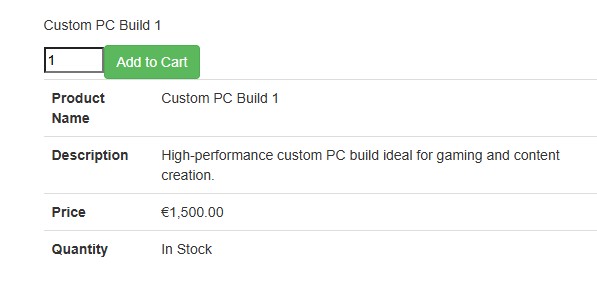 Custom PC Build 1
1 Add to Cart
Product Custom PC Build 1
Name
Description High-performance custom PC build ideal for gaming and content
creation.
Price €1,500.00
Quantity In Stock